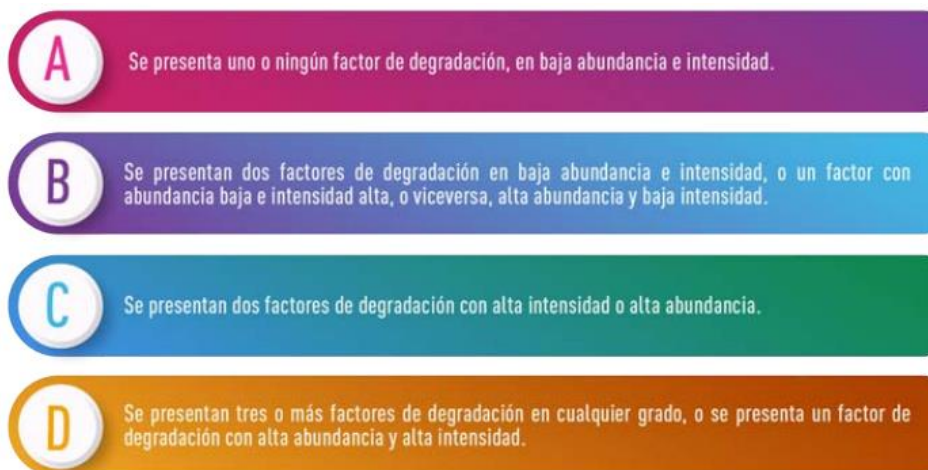 A
Se presenta uno o ningún factor de degradación, en baja abundancia e intensidad.
B
Se presentan dos factores de degradación en baja abundancia e intensidad, o un factor con
abundancia baja e intensidad alta, o viceversa, alta abundancia y baja intensidad.
C
Se presentan dos factores de degradación con alta intensidad o alta abundancia.
D
Se presentan tres o más factores de degradación en cualquier grado, o se presenta un factor de
degradación con alta abundancia y alta intensidad.